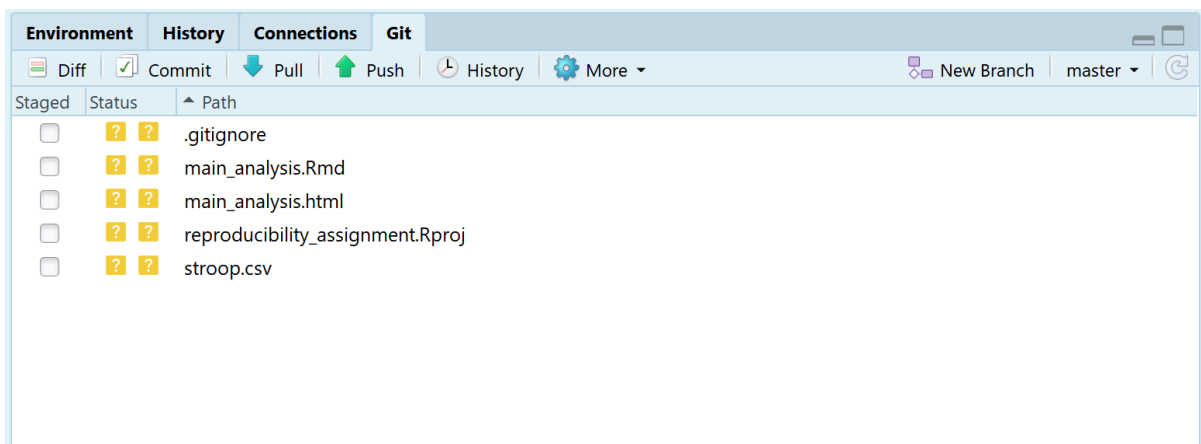 Environment History Connections Git
Diff Commit Pull Push History More New Branch master
Staged Status Path
? ? .gitignore
? ? main_analysis.Rmd
? ? main_analysis.html
? ? reproducibility_assignment.Rproj
? ? stroop.csv